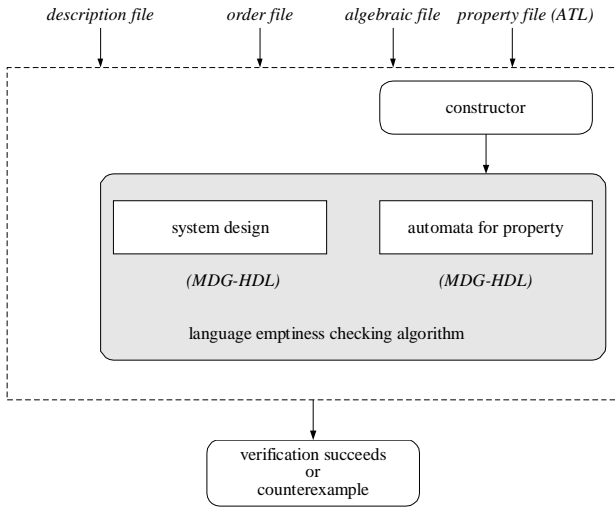 description file order file algebraic file property file (ATL)
constructor
system design automata for property
(MDG-HDL) (MDG-HDL)
language emptiness checking algorithm
verification succeeds
or
counterexample